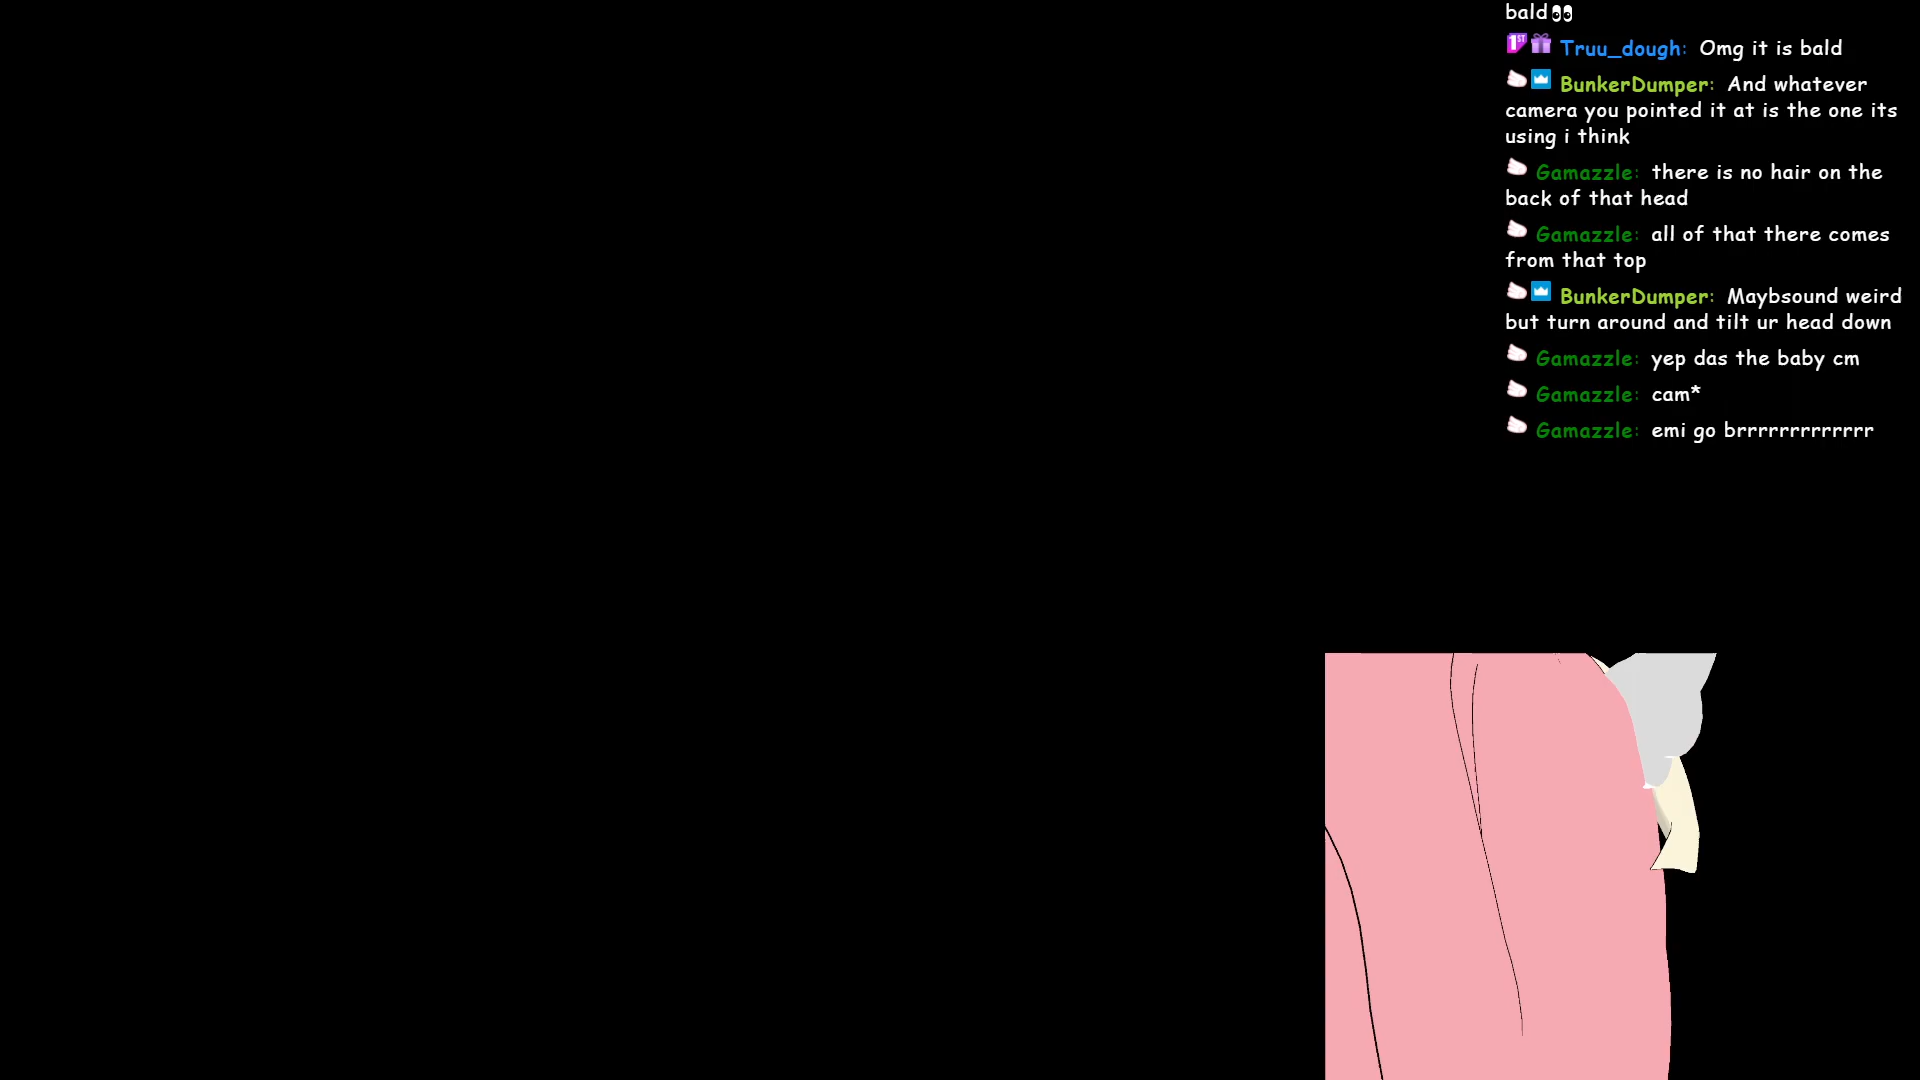 bald👀
1ST Truu_dough: Omg it is bald
BunkerDumper: And whatever
camera you pointed it at is the one its
using i think
Gamazzle: there is no hair on the
back of that head
Gamazzle: all of that there comes
from that top
BunkerDumper: Maybsound weird
but turn around and tilt ur head down
Gamazzle: yep das the baby cm
Gamazzle: cam*
Gamazzle: emi go brrrrrrrrrrrrr